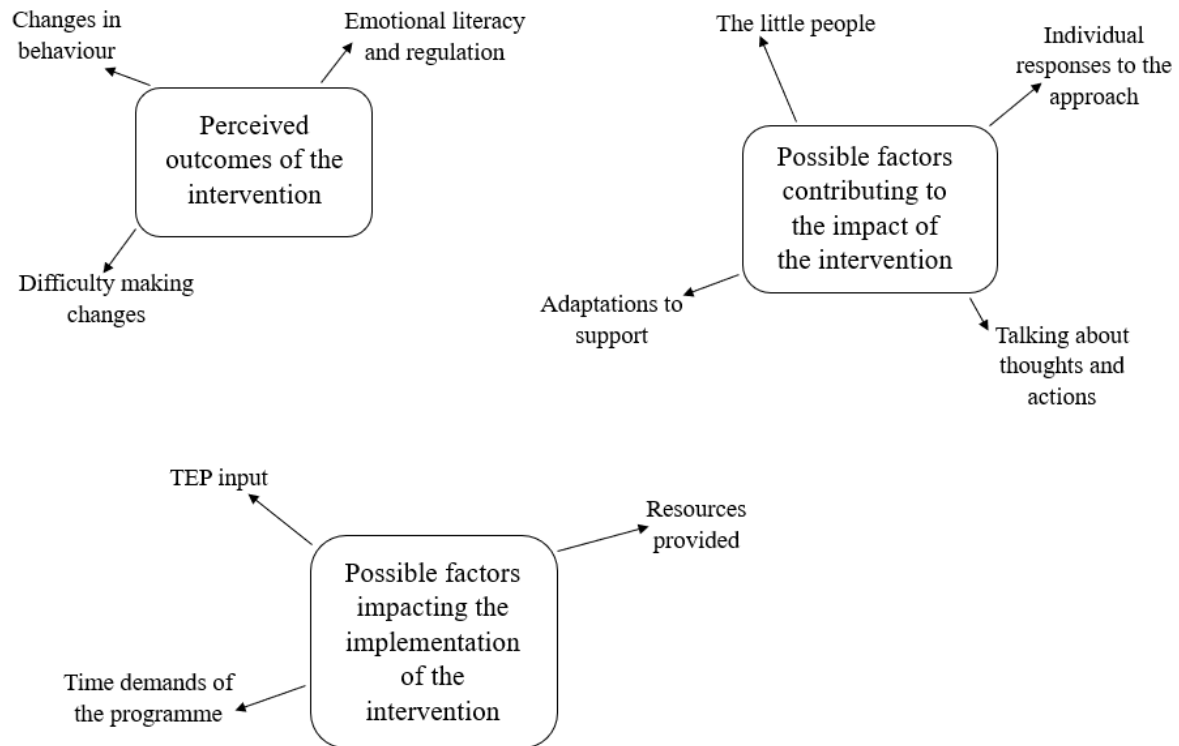 Changes in
behaviour
Emotional literacy
and regulation
Perceived
outcomes of the
intervention
Difficulty making
changes
The little people
Individual
responses to the
approach
Possible factors
contributing to
the impact of
the intervention
Adaptations to
support
Talking about
thoughts and
actions
TEP input
Resources
provided
Possible factors
impacting the
implementation
of the
intervention
Time demands of
the programme